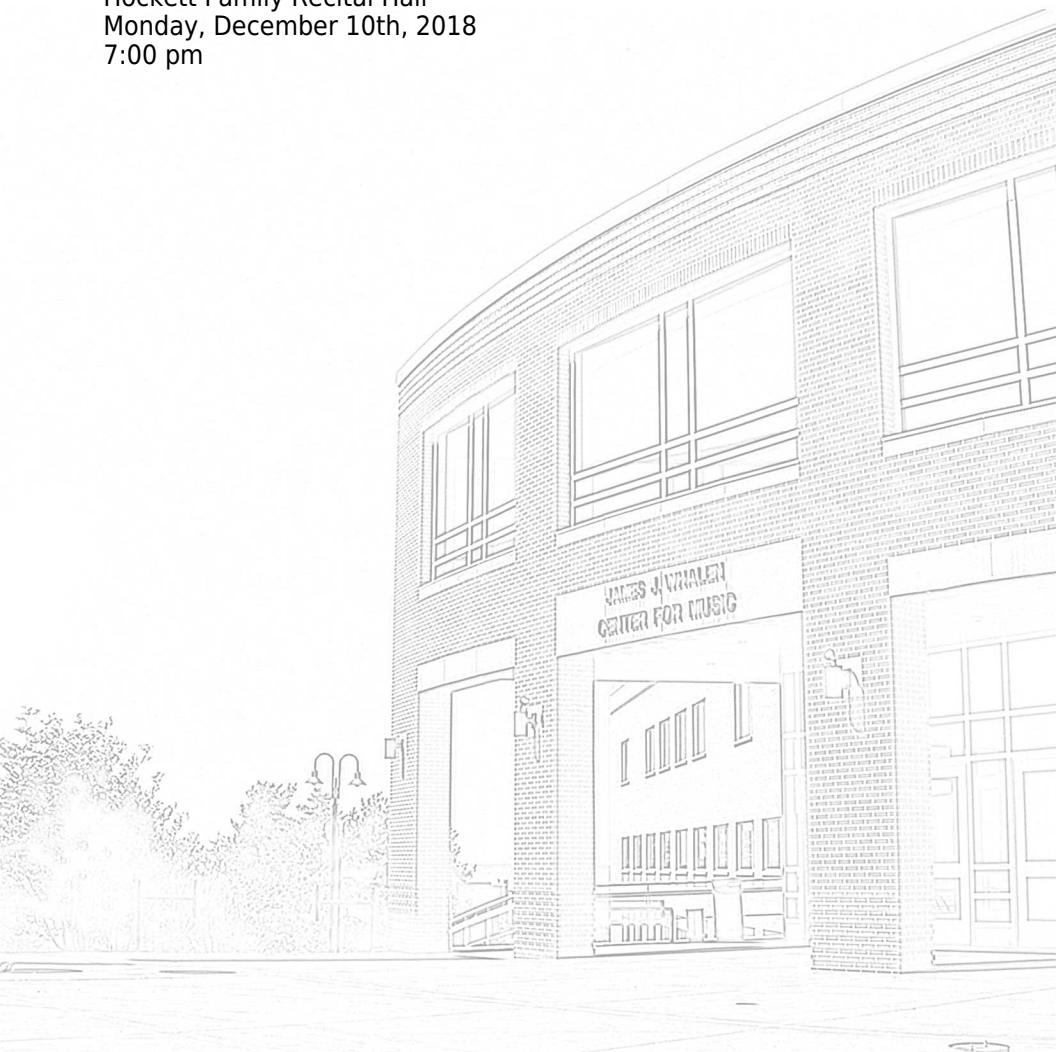 Hockett Family Recital Hall
Monday, December 10th, 2018
7:00 pm
JAMES J. WHALEN
CENTER FOR MUSIC